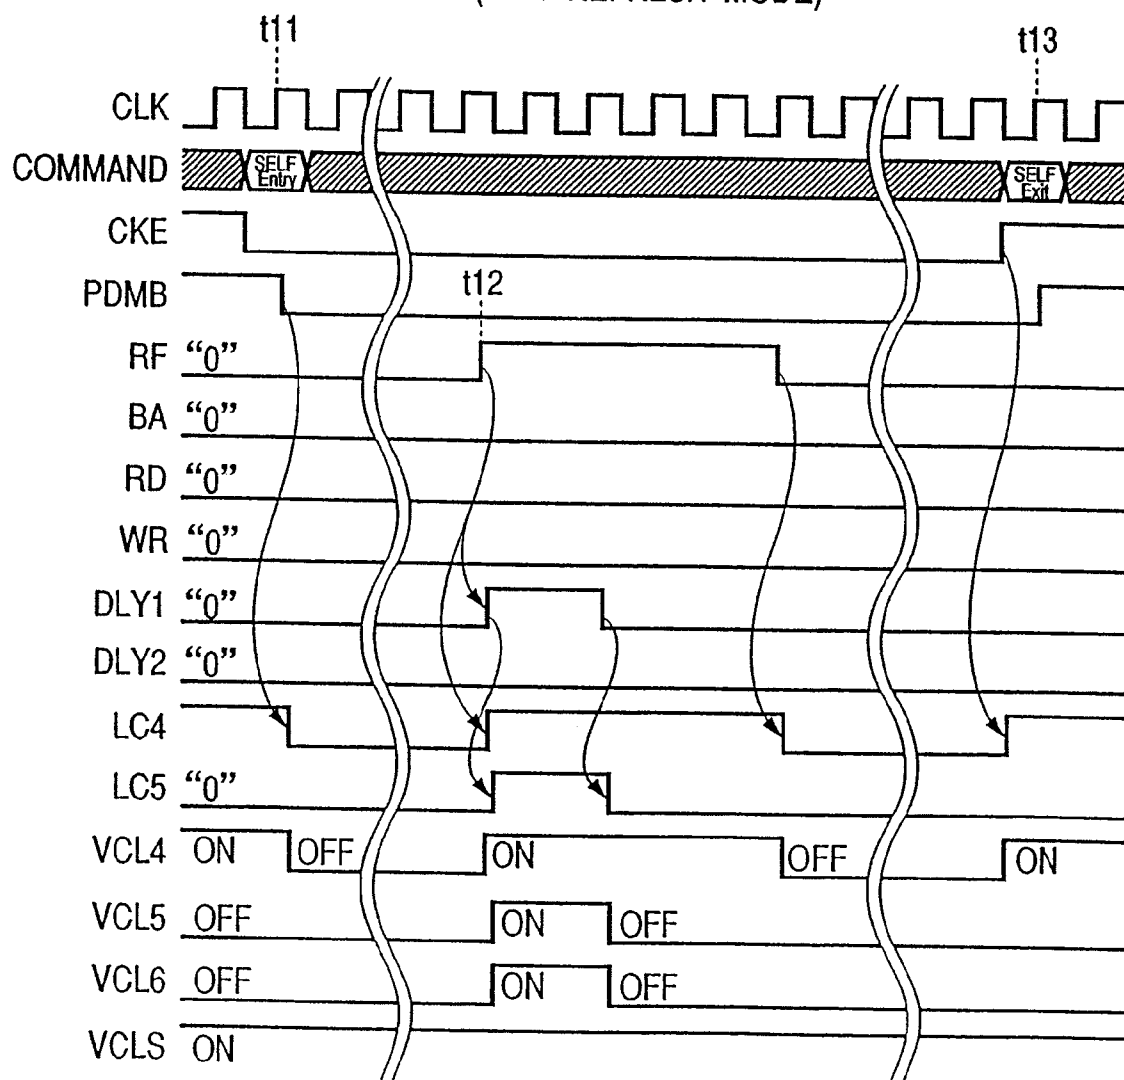 t11
t13
CLK
COMMAND SELF Entry SELF Exit
CKE
PDMB
t12
RF “0”
BA “0”
RD “0”
WR “0”
DLY1 “0”
DLY2 “0”
LC4
LC5 “0”
VCL4 ON OFF ON OFF ON
VCL5 OFF ON OFF
VCL6 OFF ON OFF
VCLS ON